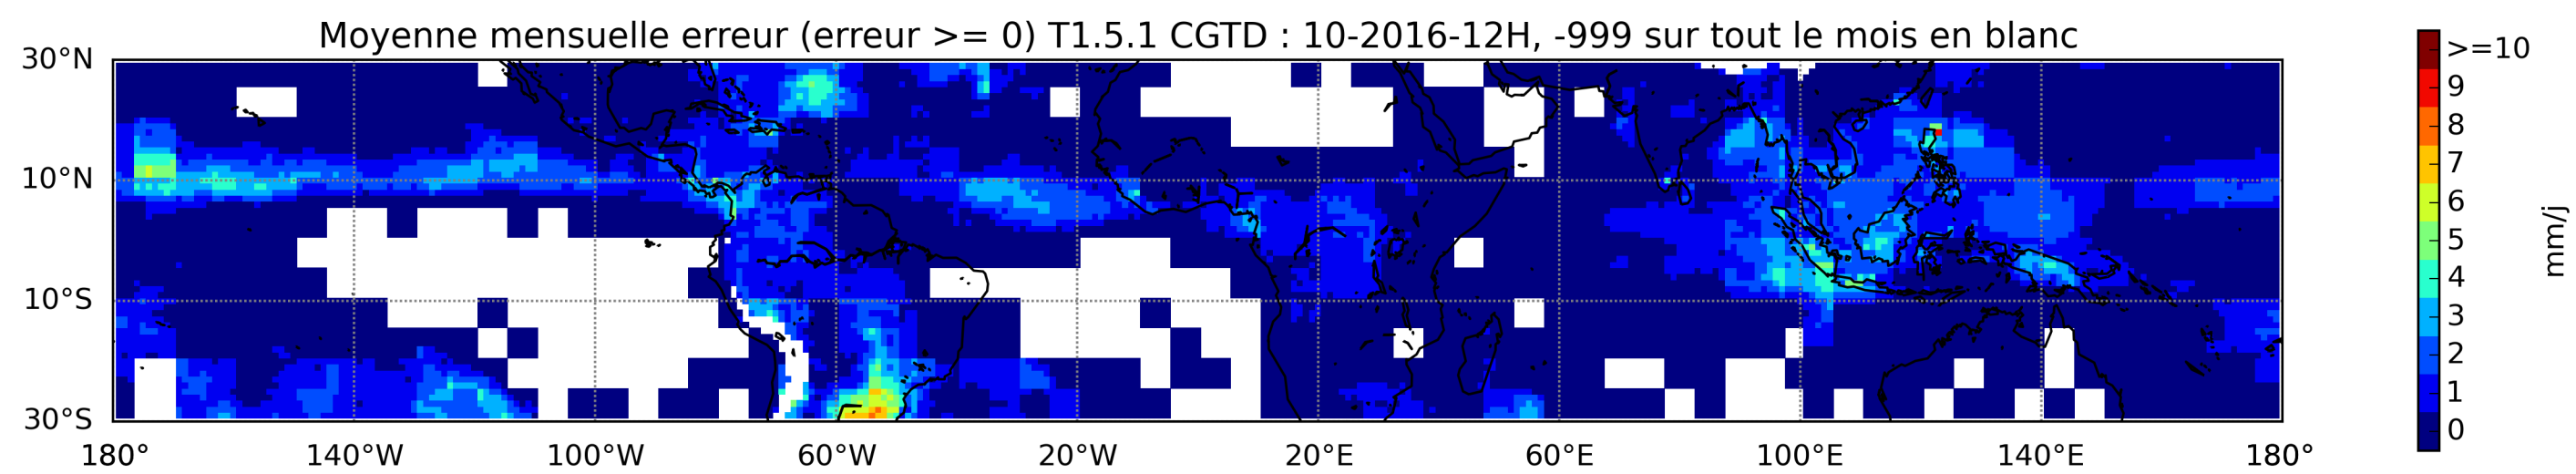 Moyenne mensuelle erreur (erreur >= 0) T1.5.1 CGTD : 10-2016-12H, -999 sur tout le mois en blanc
30°N
10°N
10°S
30°S
180° 140°W 100°W 60°W 20°W 20°E 60°E 100°E 140°E 180°
>=10
9
8
7
6
5
4
3
2
1
0
mm/j